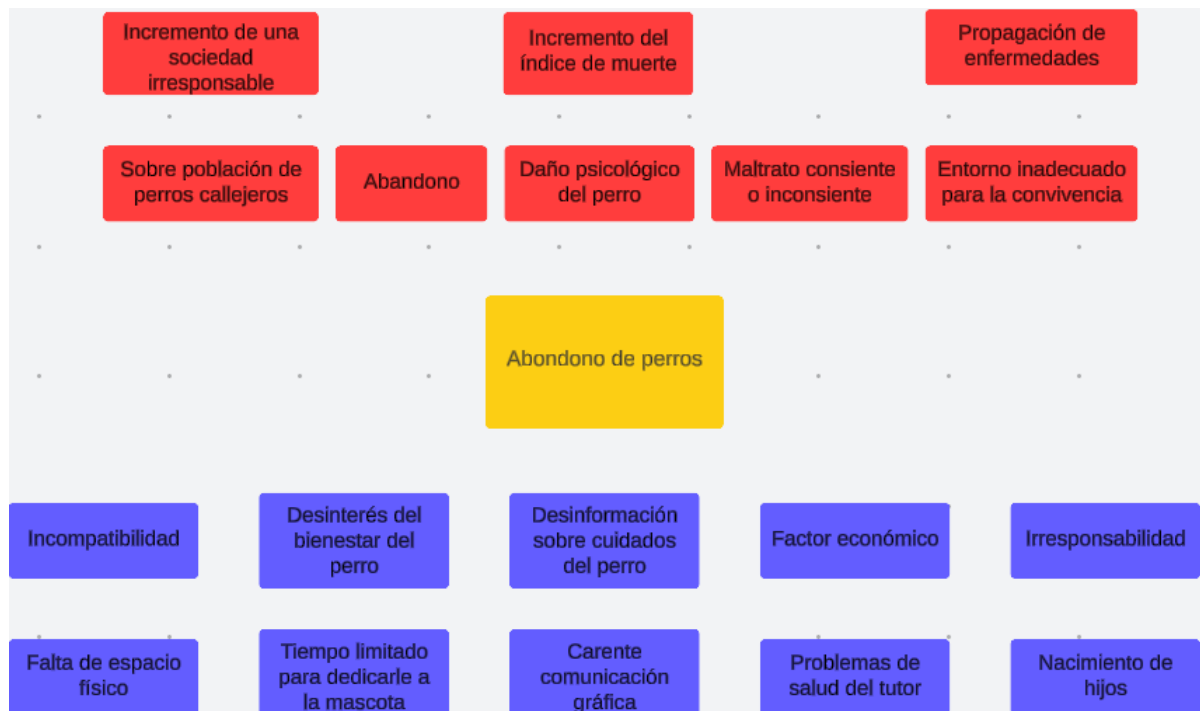 Incremento de una
sociedad
irresponsable
Incremento del
índice de muerte
Propagación de
enfermedades
Sobre población de
perros callejeros
Abandono
Daño psicológico
del perro
Maltrato consiente
o inconsiente
Entorno inadecuado
para la convivencia
Abondono de perros
Incompatibilidad
Desinterés del
bienestar del
perro
Desinformación
sobre cuidados
del perro
Factor económico
Irresponsabilidad
Falta de espacio
físico
Tiempo limitado
para dedicarle a
la mascota
Carente
comunicación
gráfica
Problemas de
salud del tutor
Nacimiento de
hijos